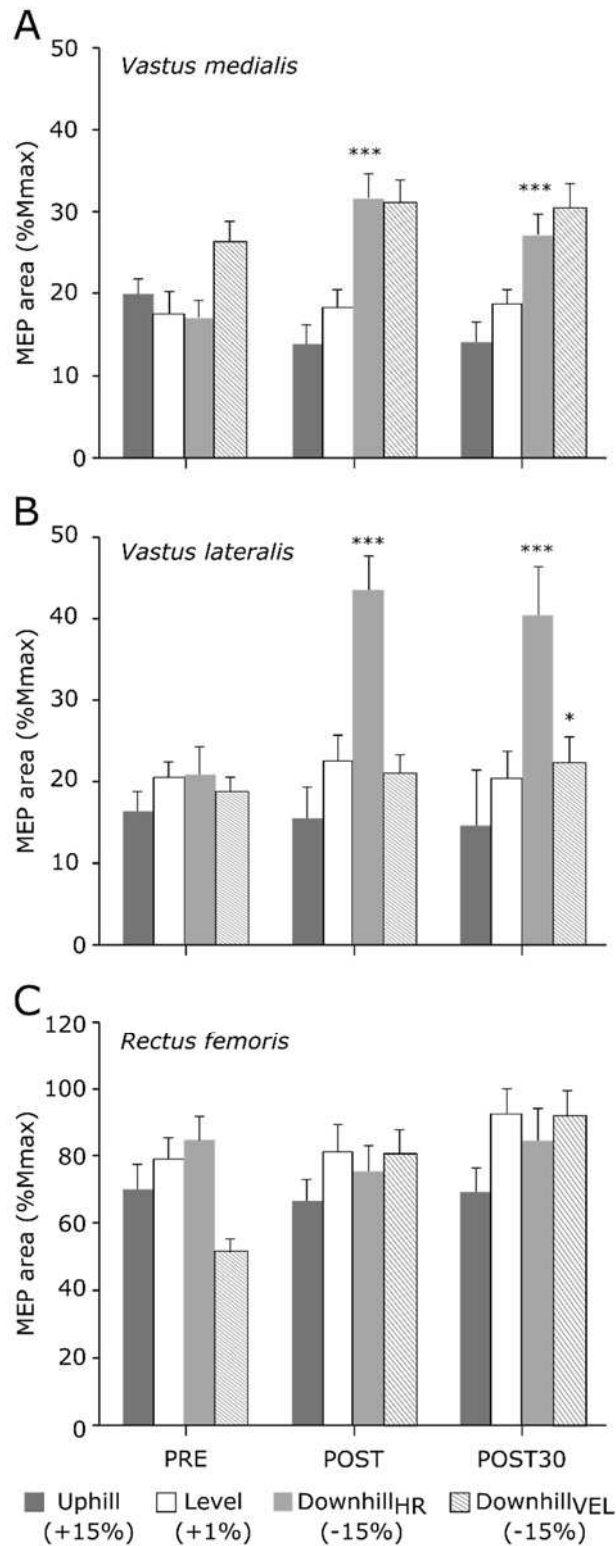 A
Vastus medialis
MEP area (%Mmax)
50
40
30
20
10
0
***
***
B
Vastus lateralis
MEP area (%Mmax)
50
40
30
20
10
0
***
***
*
C
Rectus femoris
MEP area (%Mmax)
120
100
80
60
40
20
0
PRE POST POST30
Uphill Level DownhillHR DownhillVEL
(+15%) (+1%) (-15%) (-15%)